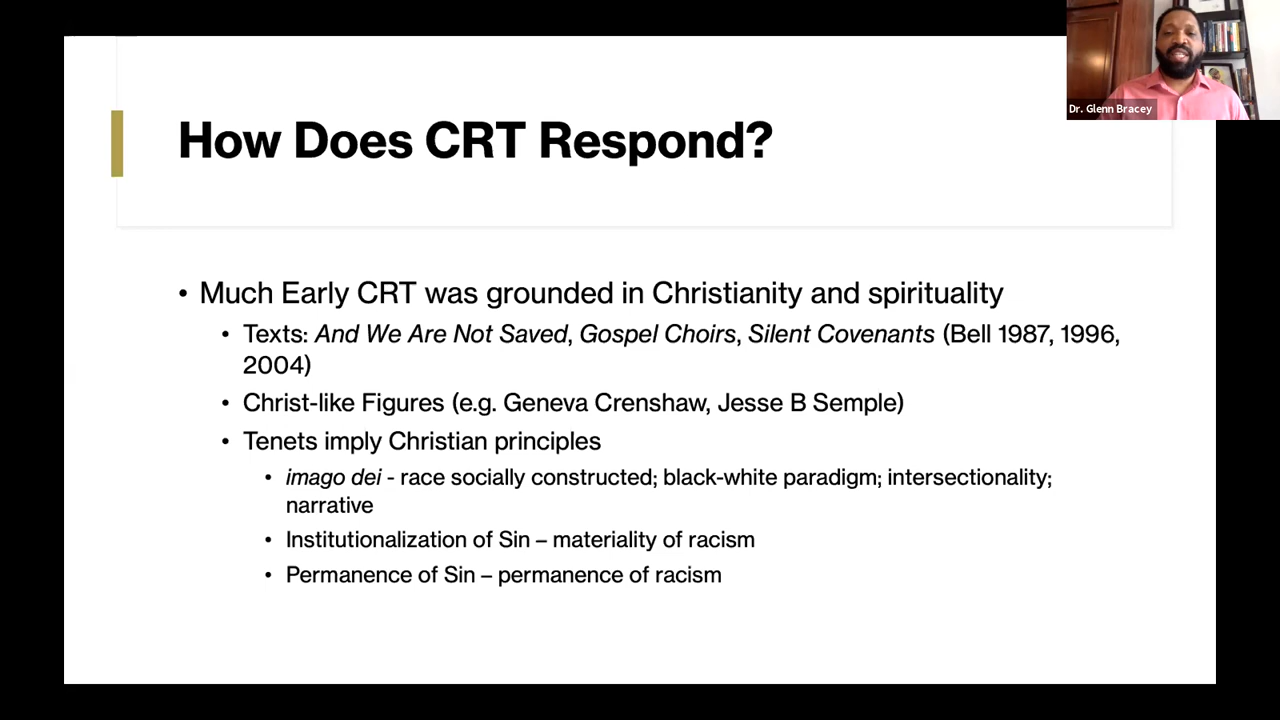 Dr. Glenn Bracey
How Does CRT Respond?
• Much Early CRT was grounded in Christianity and spirituality
• Texts: And We Are Not Saved, Gospel Choirs, Silent Covenants (Bell 1987, 1996,
2004)
• Christ-like Figures (e.g. Geneva Crenshaw, Jesse B Semple)
• Tenets imply Christian principles
• imago dei - race socially constructed; black-white paradigm; intersectionality;
narrative
• Institutionalization of Sin – materiality of racism
• Permanence of Sin – permanence of racism